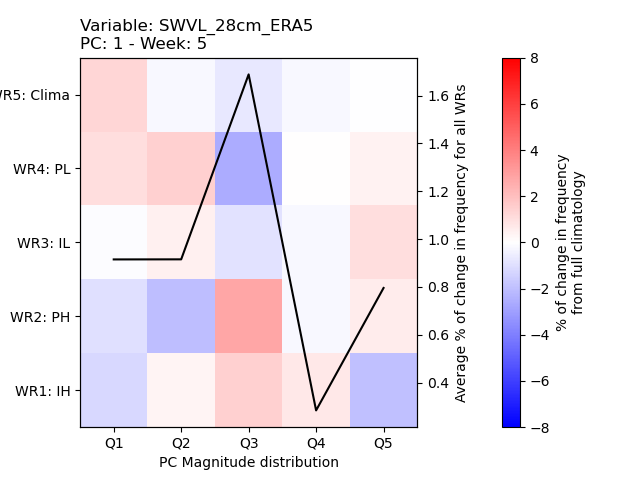 Variable: SWVL_28cm_ERA5
PC: 1 - Week: 5
WR5: Clima
WR4: PL
WR3: IL
WR2: PH
WR1: IH
Q1 Q2 Q3 Q4 Q5
PC Magnitude distribution
1.6
1.4
1.2
1.0
0.8
0.6
0.4
Average % of change in frequency for all WRs
8
6
4
2
0
−2
−4
−6
−8
% of change in frequency
from full climatology